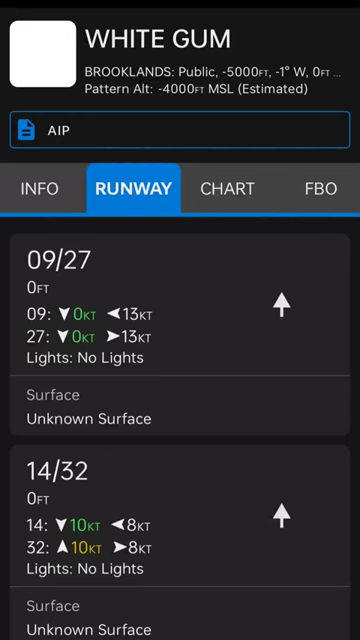 WHITE GUM
BROOKLANDS: Public, -5000FT, -1° W, 0FT ...
Pattern Alt: -4000FT MSL (Estimated)
AIP
INFO RUNWAY CHART FBO
09/27
0FT
09: 0KT 13KT
27: 0KT 13KT
Lights: No Lights
Surface
Unknown Surface
14/32
0FT
14: 10KT 8KT
32: 10KT 8KT
Lights: No Lights
Surface
Unknown Surface